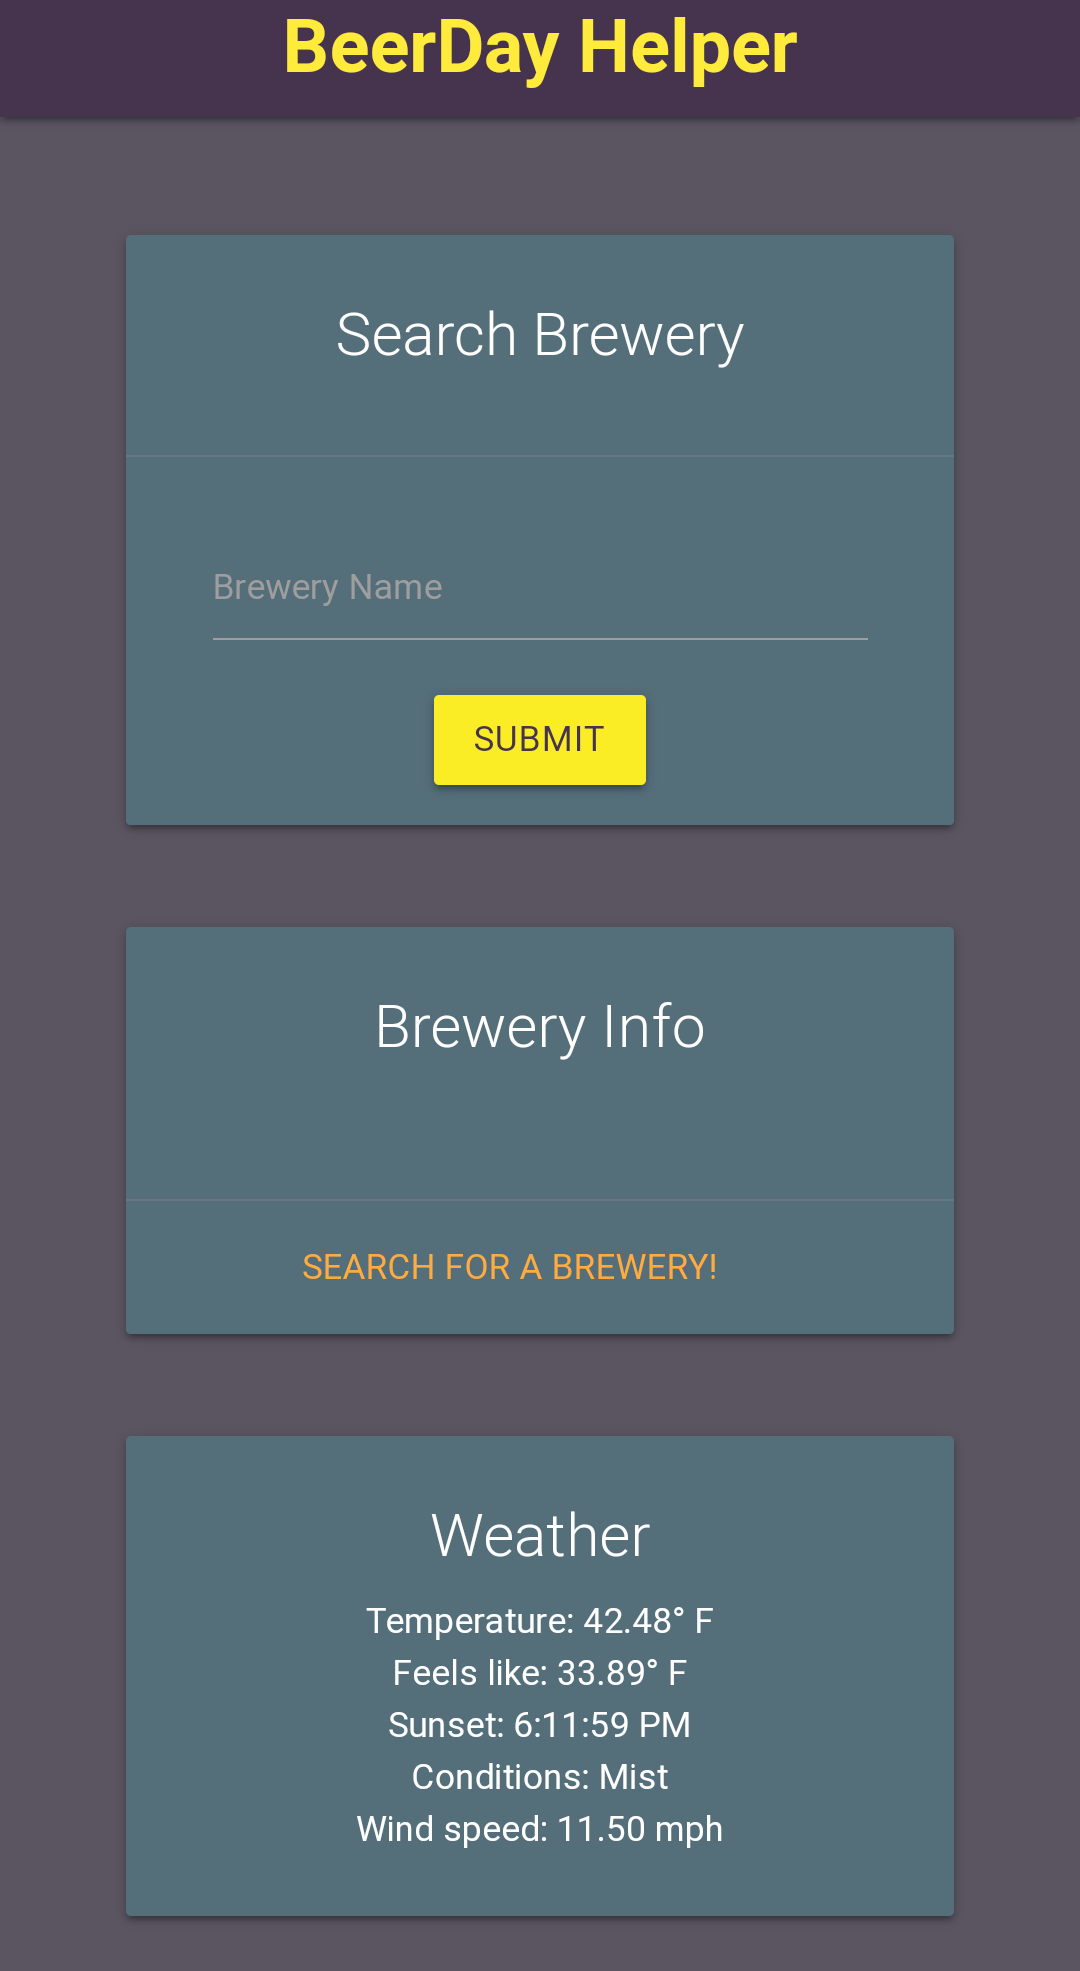 BeerDay Helper
Search Brewery
Brewery Name
SUBMIT
Brewery Info
SEARCH FOR A BREWERY!
Weather
Temperature: 42.48° F
Feels like: 33.89° F
Sunset: 6:11:59 PM
Conditions: Mist
Wind speed: 11.50 mph